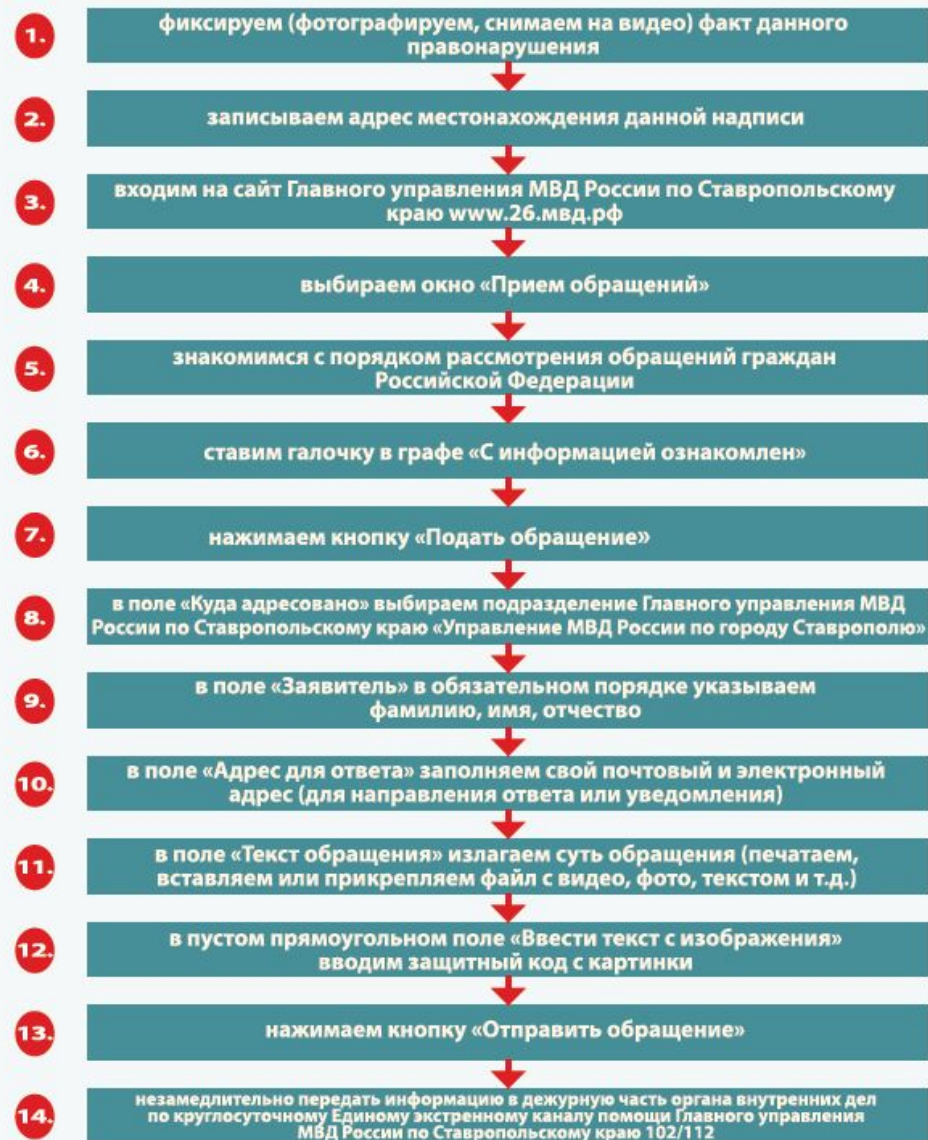 1.
фиксируем (фотографируем, снимаем на видео) факт данного
правонарушения
2.
записываем адрес местонахождения данной надписи
3.
входим на сайт Главного управления МВД России по Ставропольскому
краю www.26.мвд.рф
4.
выбираем окно «Прием обращений»
5.
знакомимся с порядком рассмотрения обращений граждан
Российской Федерации
6.
ставим галочку в графе «С информацией ознакомлен»
7.
нажимаем кнопку «Подать обращение»
8.
в поле «Куда адресовано» выбираем подразделение Главного управления МВД
России по Ставропольскому краю «Управление МВД России по городу Ставрополю»
9.
в поле «Заявитель» в обязательном порядке указываем
фамилию, имя, отчество
10.
в поле «Адрес для ответа» заполняем свой почтовый и электронный
адрес (для направления ответа или уведомления)
11.
в поле «Текст обращения» излагаем суть обращения (печатаем,
вставляем или прикрепляем файл с видео, фото, текстом и т.д.)
12.
в пустом прямоугольном поле «Ввести текст с изображения»
вводим защитный код с картинки
13.
нажимаем кнопку «Отправить обращение»
14.
незамедлительно передать информацию в дежурную часть органа внутренних дел
по круглосуточному Единому экстренному каналу помощи Главного управления
МВД России по Ставропольскому краю 102/112